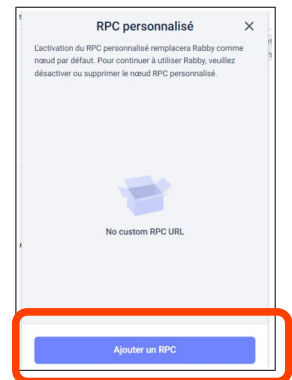 RPC personnalisé
L'activation du RPC personnalisé remplacera Rabby comme
nœud par défaut. Pour continuer à utiliser Rabby, veuillez
désactiver ou supprimer le nœud RPC personnalisé.
No custom RPC URL
Ajouter un RPC